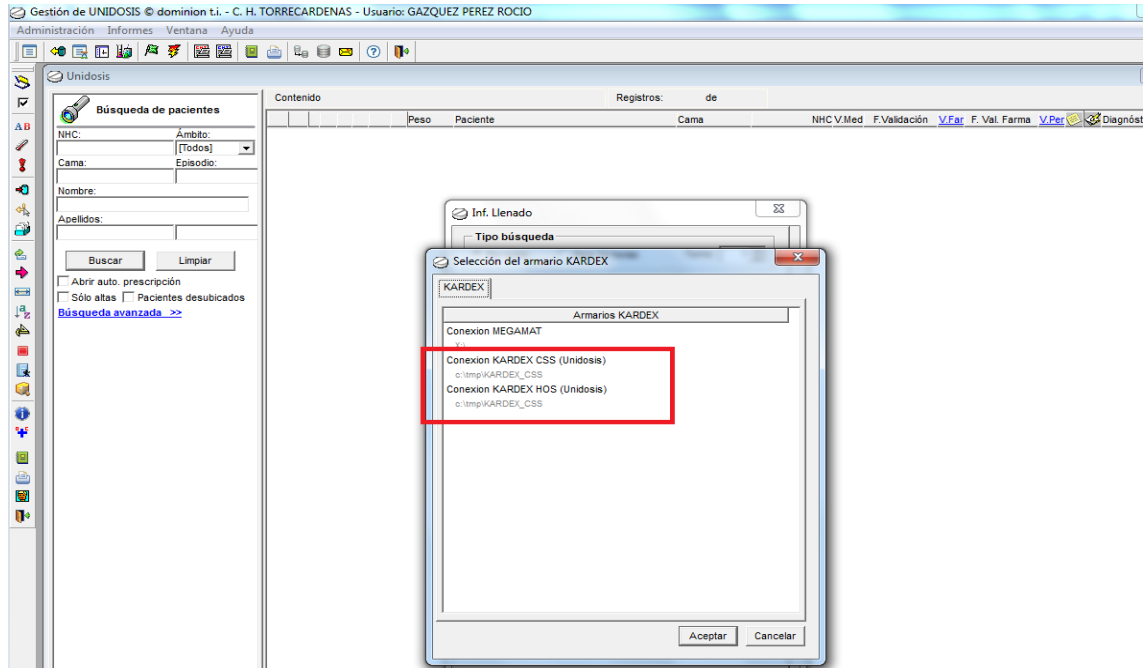 Gestión de UNIDOSIS © dominion t.i. - C. H. TORRECARDENAS - Usuario: GAZQUEZ PEREZ ROCIO
Administración Informes Ventana Ayuda
Unidosis
Búsqueda de pacientes
NHC: Ámbito:
[Todos]
Cama: Episodio:
Nombre:
Apellidos:
Buscar Limpiar
Abrir auto. prescripción
Sólo altas Pacientes desubicados
Búsqueda avanzada >>
Contenido Registros: de
Peso Paciente Cama NHC V.Med F.Validación V.Far F. Val. Farma V.Per Diagnóst
Inf. Llenado
Tipo búsqueda
Selección del armario KARDEX
KARDEX
Armarios KARDEX
Conexion MEGAMAT
X:\
Conexion KARDEX CSS (Unidosis)
c:\tmp\KARDEX_CSS
Conexion KARDEX HOS (Unidosis)
c:\tmp\KARDEX_CSS
Aceptar Cancelar